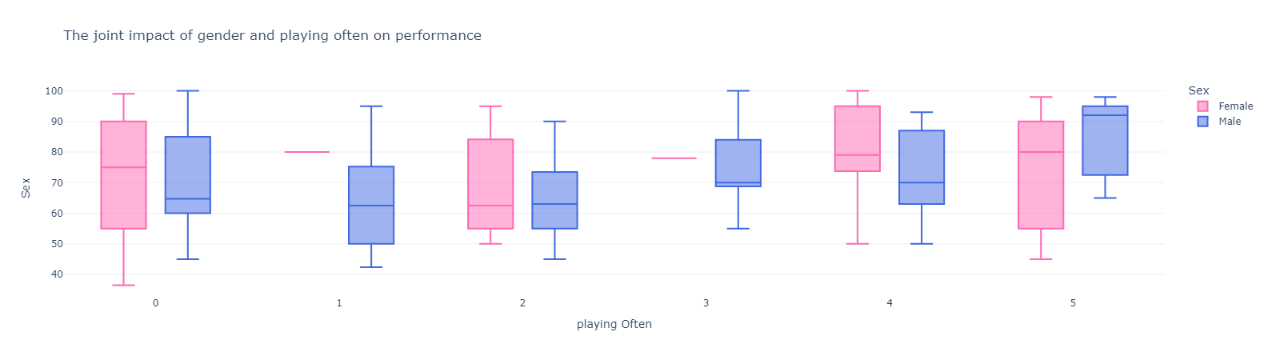 The joint impact of gender and playing often on performance
Sex
Female
Male
100
90
80
70
60
50
40
Sex
0 1 2 3 4 5
playing Often